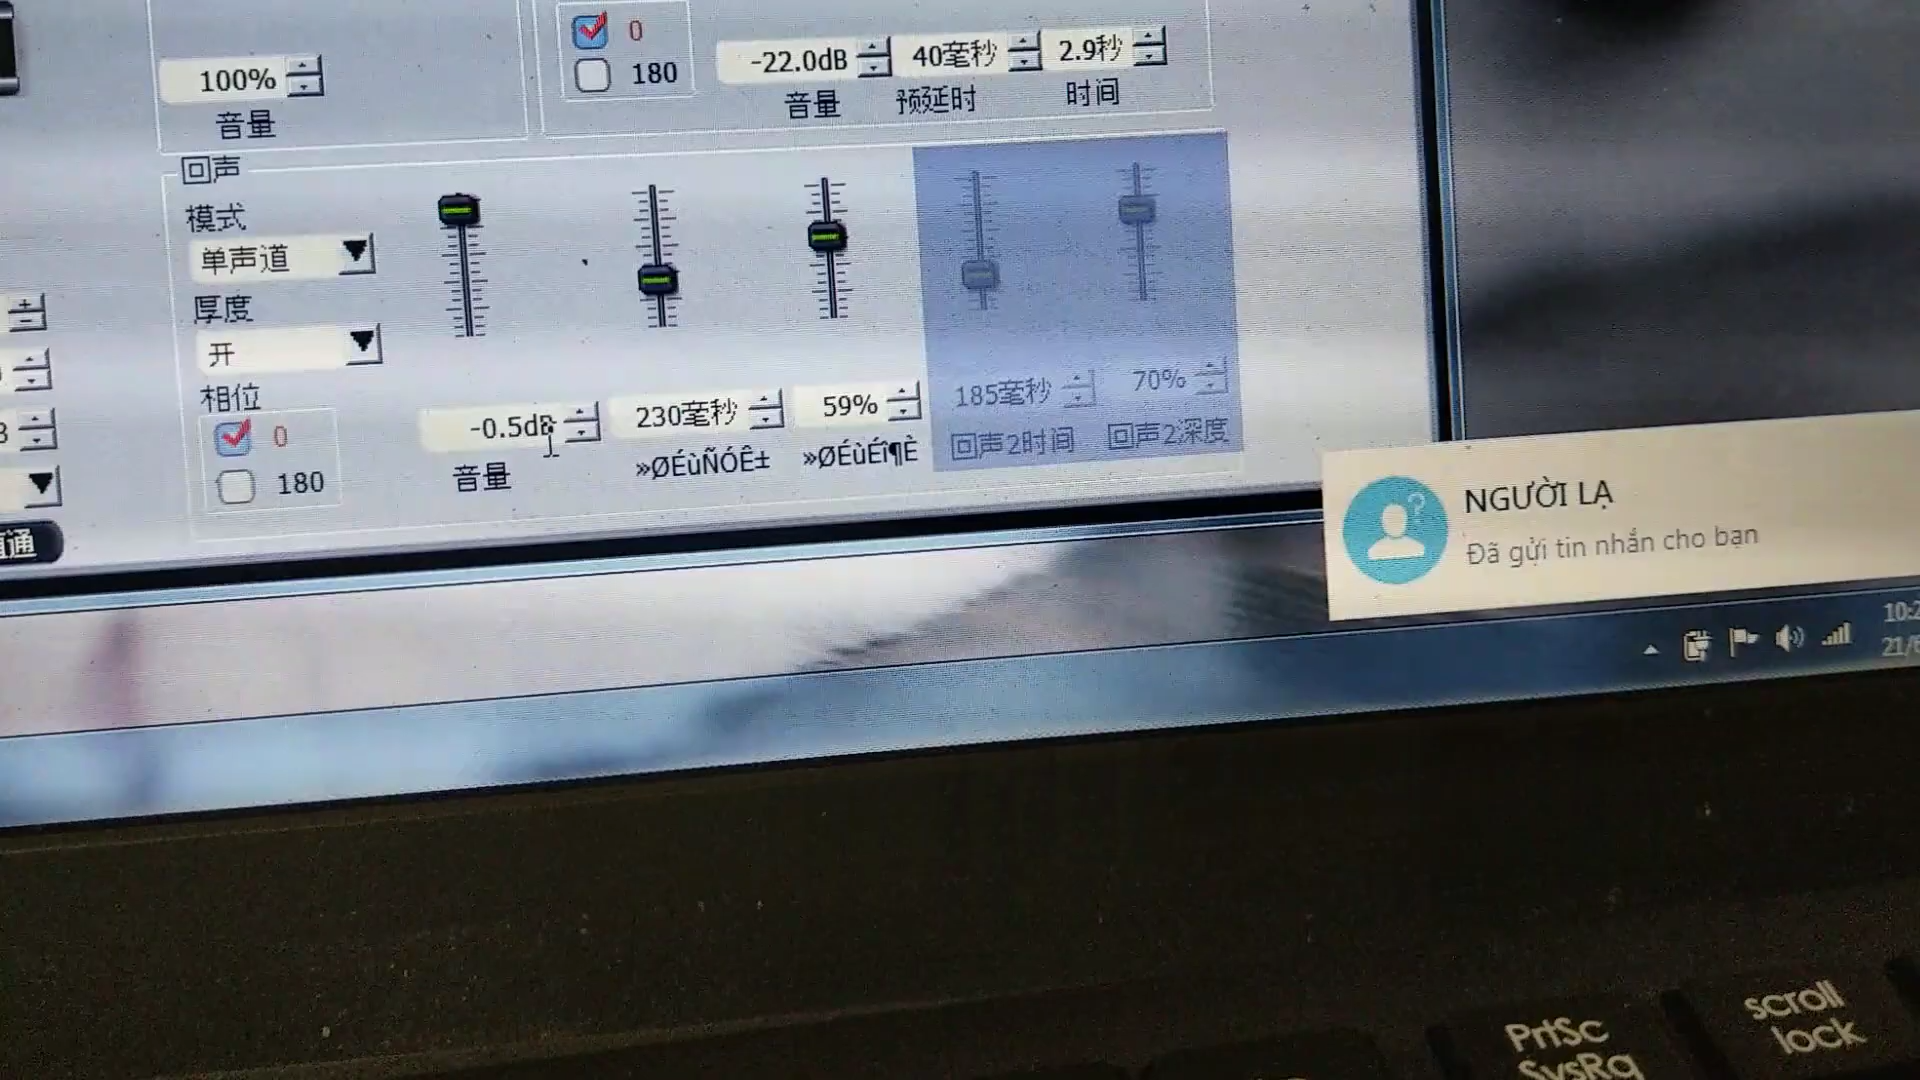 0
180
-22.0dB
40毫秒
2.9秒
音量
预延时
时间
100%
音量
回声
模式
单声道
厚度
开
相位
0
180
-0.5dB
音量
230毫秒
»ØÉùÑÓÊ±
59%
»ØÉùÉî¶È
185毫秒
回声2时间
70%
回声2深度
NGƯỜI LẠ
Đã gửi tin nhắn cho bạn
PrtSc
SysRq
scroll
lock